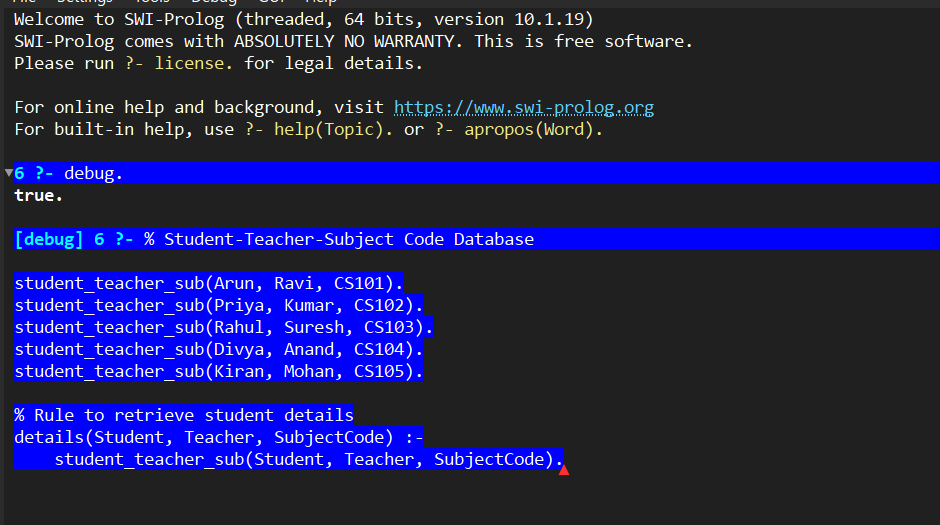 Welcome to SWI-Prolog (threaded, 64 bits, version 10.1.19)
SWI-Prolog comes with ABSOLUTELY NO WARRANTY. This is free software.
Please run ?- license. for legal details.
For online help and background, visit https://www.swi-prolog.org
For built-in help, use ?- help(Topic). or ?- apropos(Word).
6 ?- debug.
true.
[debug] 6 ?- % Student-Teacher-Subject Code Database
student_teacher_sub(Arun, Ravi, CS101).
student_teacher_sub(Priya, Kumar, CS102).
student_teacher_sub(Rahul, Suresh, CS103).
student_teacher_sub(Divya, Anand, CS104).
student_teacher_sub(Kiran, Mohan, CS105).
% Rule to retrieve student details
details(Student, Teacher, SubjectCode) :-
    student_teacher_sub(Student, Teacher, SubjectCode).